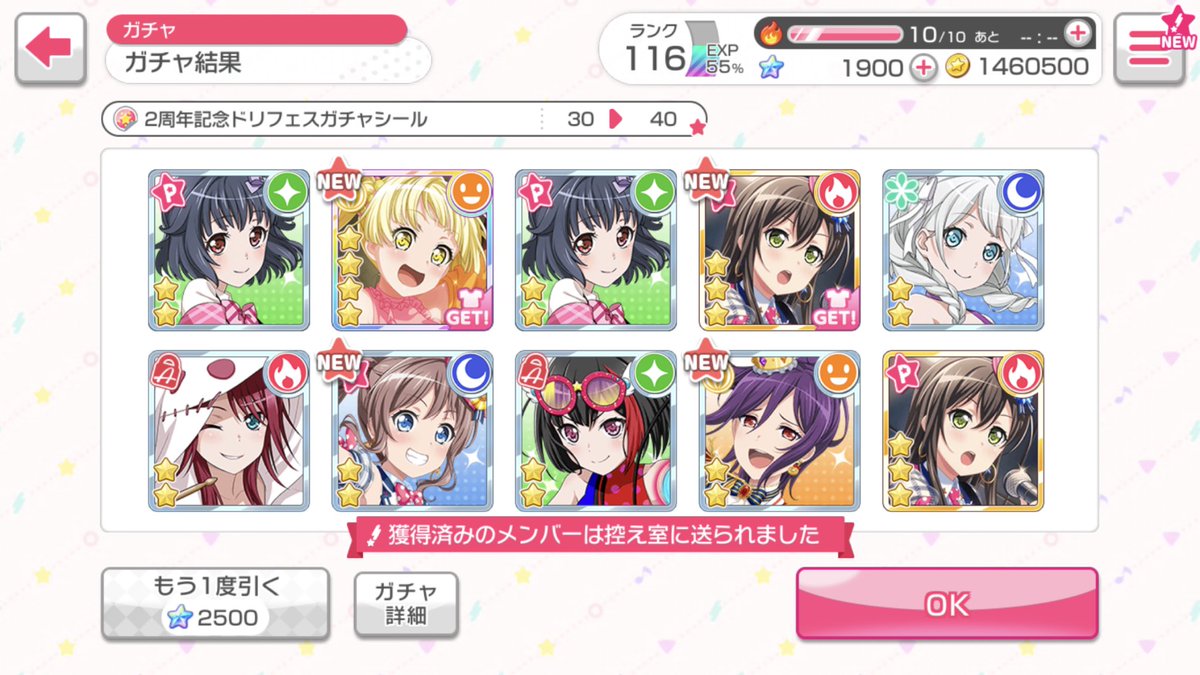 ガチャ
ガチャ結果
ランク
116
EXP
55%
10/10 あと --:--
1900
1460500
NEW
2周年記念ドリフェスガチャシール 30 40
P
NEW
GET!
P
NEW
GET!
A
NEW
A
NEW
P
獲得済みのメンバーは控え室に送られました
もう1度引く
2500
ガチャ
詳細
OK